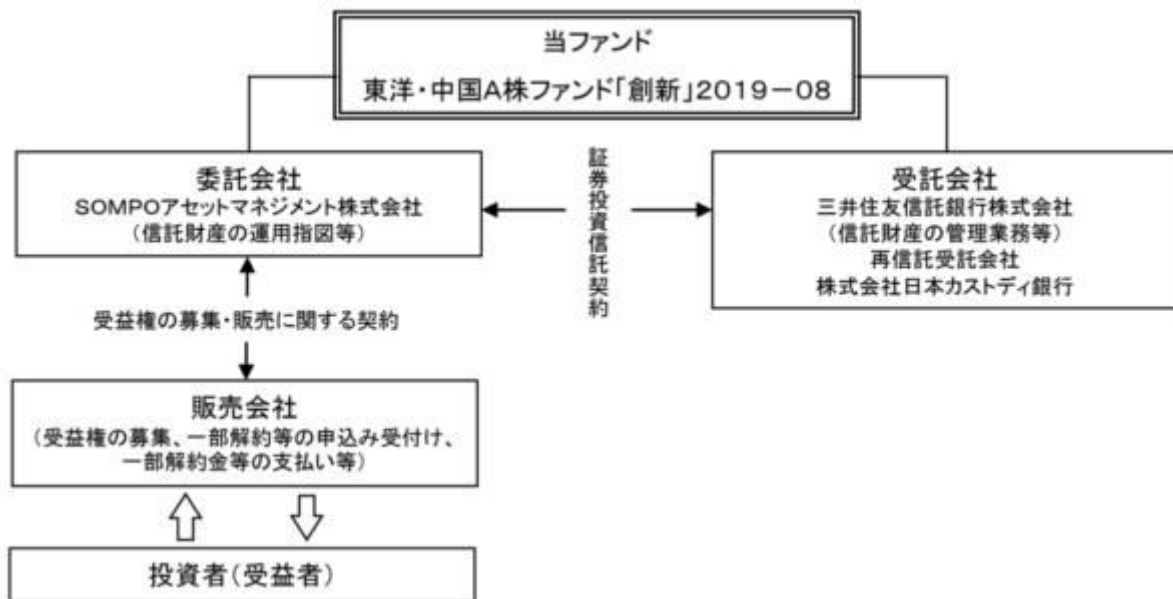 当ファンド
東洋・中国A株ファンド「創新」2019－08
委託会社
SOMPOアセットマネジメント株式会社
（信託財産の運用指図等）
証券投資信託契約
受託会社
三井住友信託銀行株式会社
（信託財産の管理業務等）
再信託受託会社
株式会社日本カストディ銀行
受益権の募集・販売に関する契約
販売会社
（受益権の募集、一部解約等の申込み受付け、
一部解約金等の支払い等）
投資者（受益者）